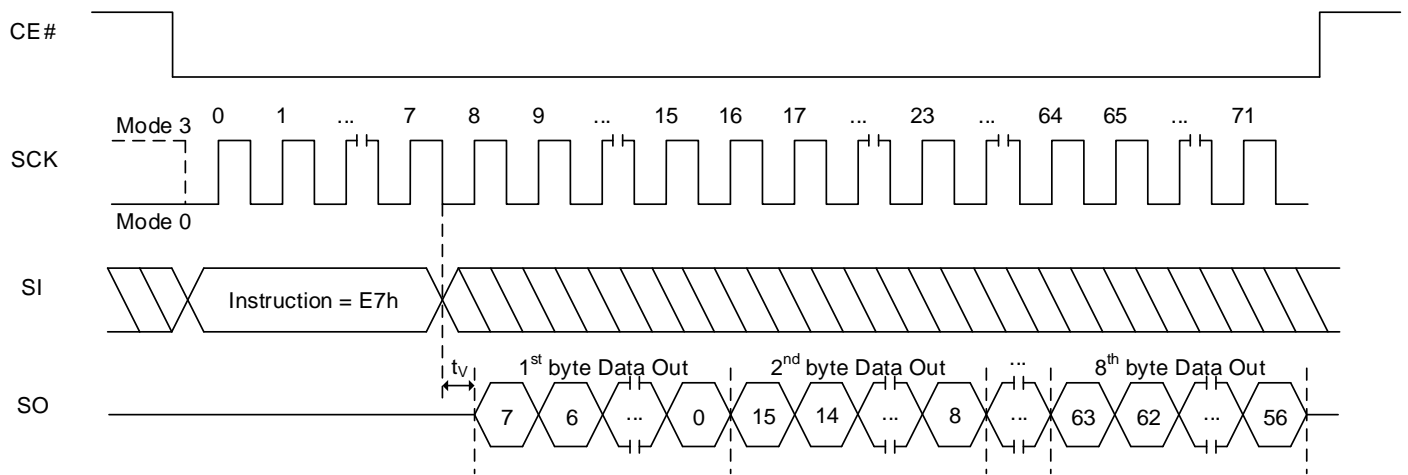 CE#
0 1 ... 7 8 9 ... 15 16 17 ... 23 ... 64 65 ... 71
Mode 3
SCK
Mode 0
SI
Instruction = E7h
tV 1st byte Data Out 2nd byte Data Out ... 8th byte Data Out
SO
7 6 ... 0 15 14 ... 8 ... 63 62 ... 56